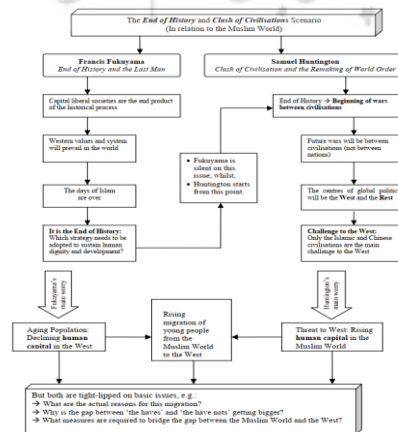 The End of History and Clash of Civilisations Scenario
(In relation to the Muslim World)
Francis Fukuyama
End of History and the Last Man
Samuel Huntington
Clash of Civilization and the Remaking of World Order
Capital liberal societies are the end product
of the historical process
End of History → Beginning of wars
between civilisations
Western values and system
will prevail in the world
Future wars will be between
civilisations (not between
nations)
• Fukuyama is
silent on this
issue, whilst,
• Huntington starts
from this point.
The days of Islam
are over
The centres of global politic
will be the West and the Rest
It is the End of History:
Which strategy needs to be
adopted to sustain human
dignity and development?
Challenge to the West:
Only the Islamic and Chinese
civilisations are the main
challenge to the West
Fukuyama's
main worry
Huntington's
main worry
Aging Population:
Declining human
capital in the West
Rising
migration of
young people
from the
Muslim World
to the West
Threat to West: Rising
human capital in the
Muslim World
But both are tight-lipped on basic issues, e.g.:
→ What are the actual reasons for this migration?
→ Why is the gap between 'the haves' and 'the have nots' getting bigger?
→ What measures are required to bridge the gap between the Muslim World and the West?